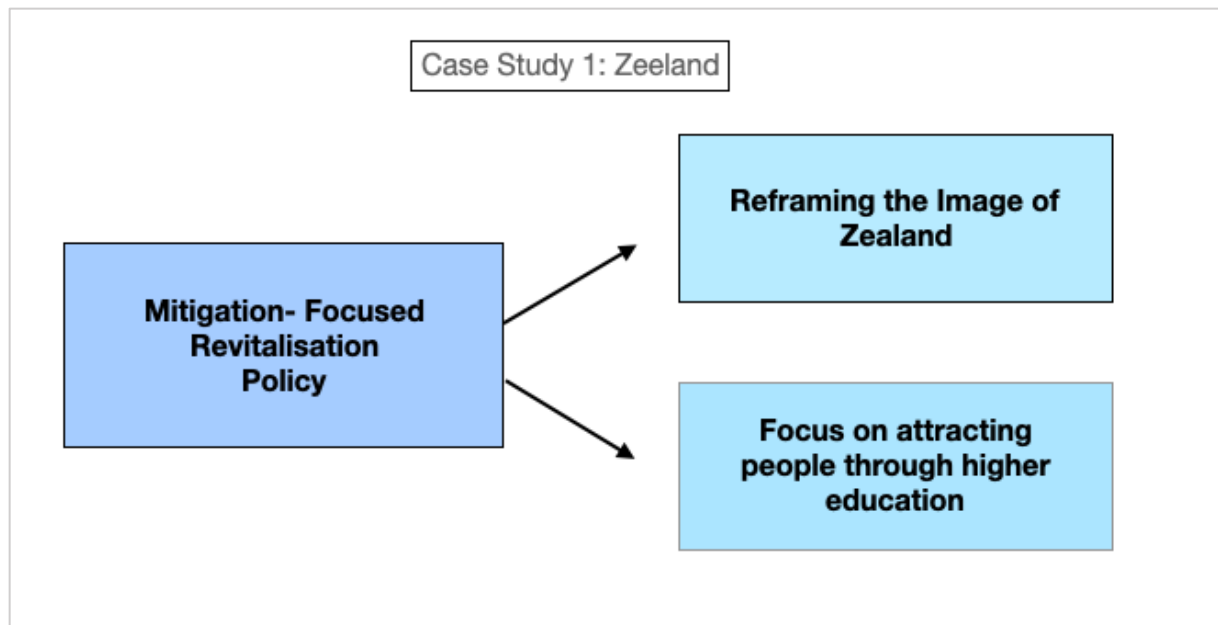 Case Study 1: Zeeland
Reframing the Image of
Zealand
Mitigation- Focused
Revitalisation
Policy
Focus on attracting
people through higher
education